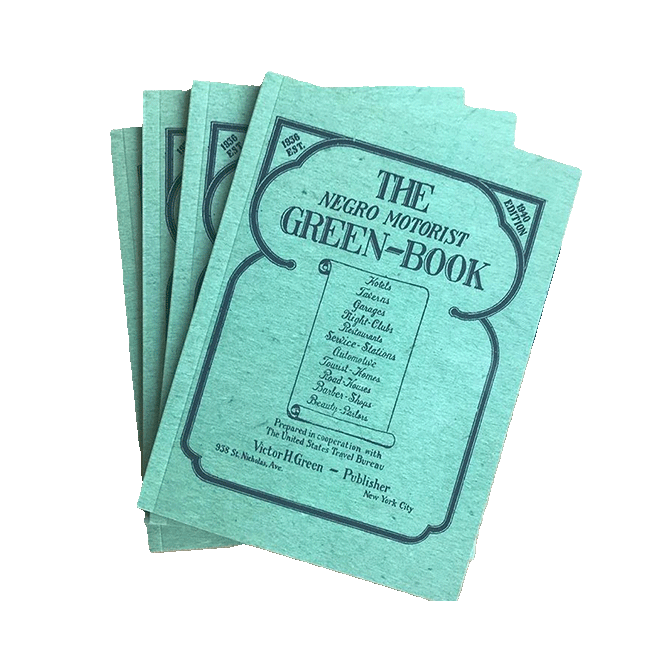 1936
EST.
1940
EDITION
THE
NEGRO MOTORIST
GREEN-BOOK
Hotels
Taverns
Garages
Night-Clubs
Restaurants
Service-Stations
Automotive
Tourist-Homes
Road-Houses
Barber-Shops
Beauty-Parlors
Prepared in cooperation with
The United States Travel Bureau
Victor H. Green - Publisher
938 St. Nicholas, Ave.
New York City
1936
EST.